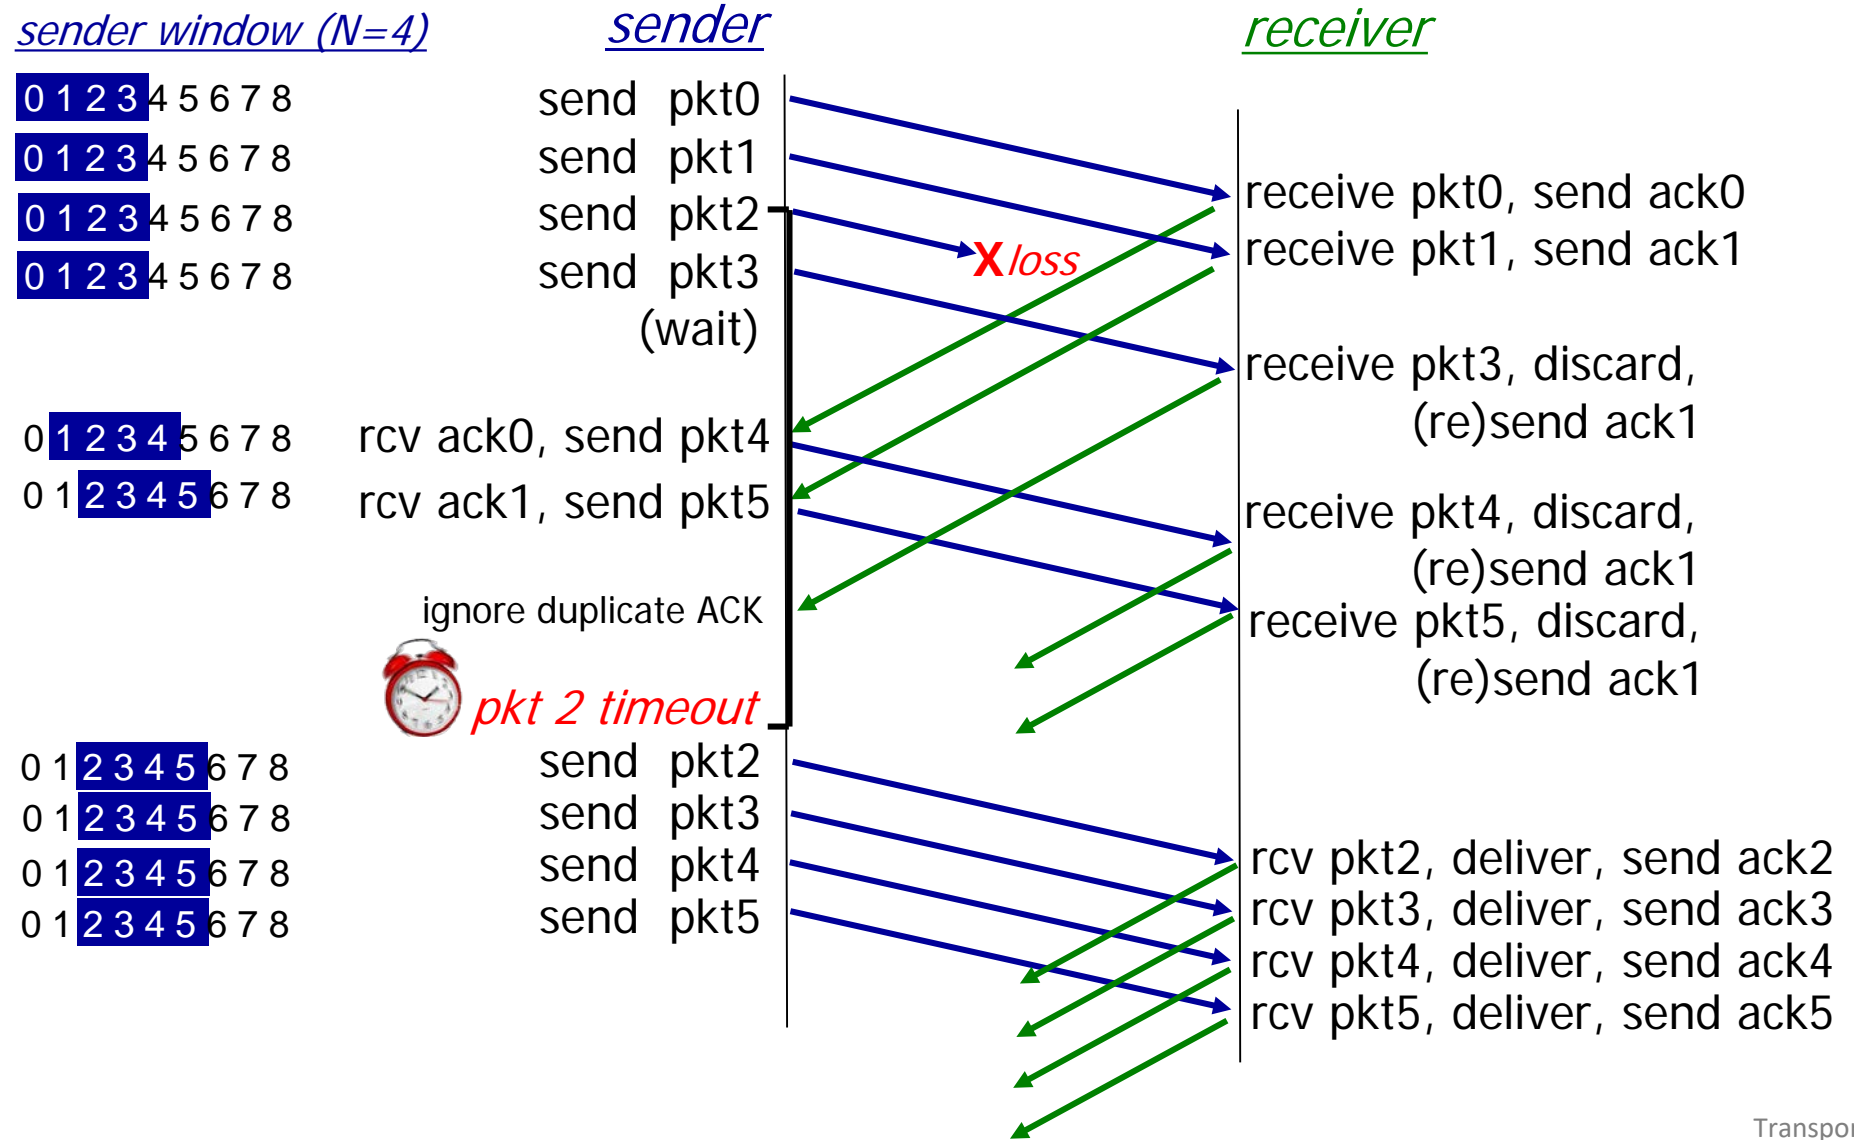 sender window (N=4) sender receiver
0 1 2 3 4 5 6 7 8 send pkt0
0 1 2 3 4 5 6 7 8 send pkt1
receive pkt0, send ack0
0 1 2 3 4 5 6 7 8 send pkt2
receive pkt1, send ack1
0 1 2 3 4 5 6 7 8 send pkt3
X loss
(wait)
receive pkt3, discard,
(re)send ack1
0 1 2 3 4 5 6 7 8 rcv ack0, send pkt4
0 1 2 3 4 5 6 7 8 rcv ack1, send pkt5
receive pkt4, discard,
(re)send ack1
ignore duplicate ACK
receive pkt5, discard,
(re)send ack1
pkt 2 timeout
0 1 2 3 4 5 6 7 8 send pkt2
0 1 2 3 4 5 6 7 8 send pkt3
0 1 2 3 4 5 6 7 8 send pkt4
rcv pkt2, deliver, send ack2
0 1 2 3 4 5 6 7 8 send pkt5
rcv pkt3, deliver, send ack3
rcv pkt4, deliver, send ack4
rcv pkt5, deliver, send ack5
Transpor